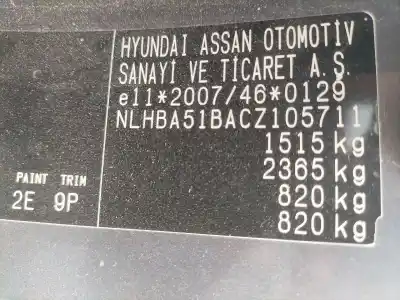 HYUNDAI ASSAN OTOMOTİV
SANAYİ VE TİCARET A.Ş.
e11*2007/46*0129
NLHBA51BACZ105711
1515 kg
2365 kg
820 kg
820 kg
PAINT TRIM
2E 9P